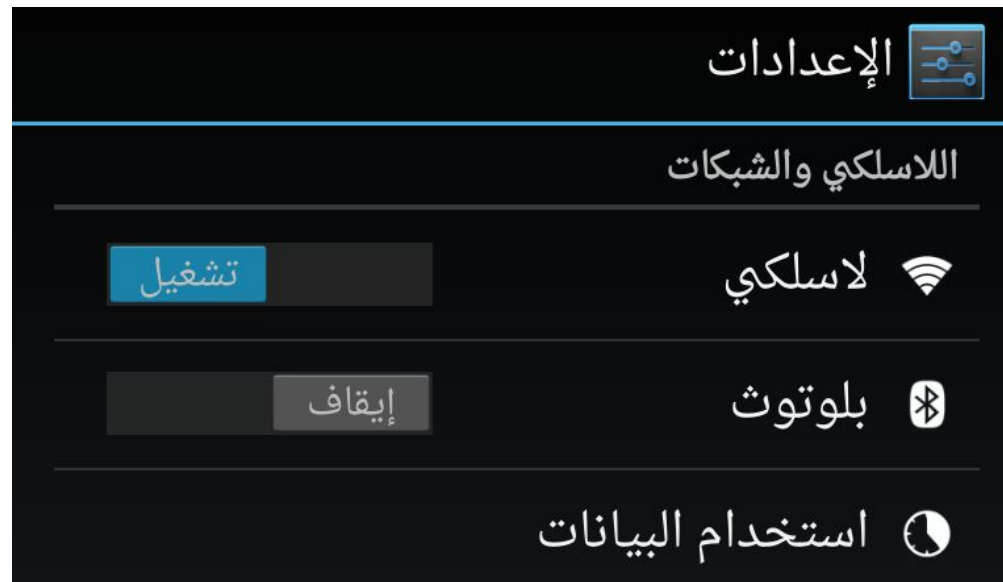 الإعدادات
اللاسلكي والشبكات
لاسلكي
تشغيل
بلوتوث
إيقاف
استخدام البيانات